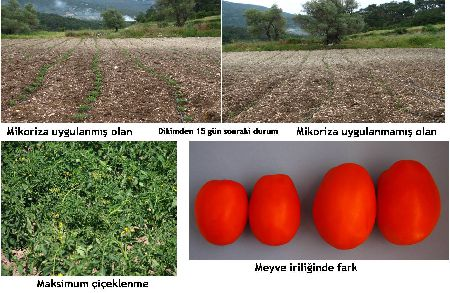 Mikoriza uygulanmış olan
Dikimden 15 gün sonraki durum
Mikoriza uygulanmamış olan
Maksimum çiçeklenme
Meyve iriliğinde fark